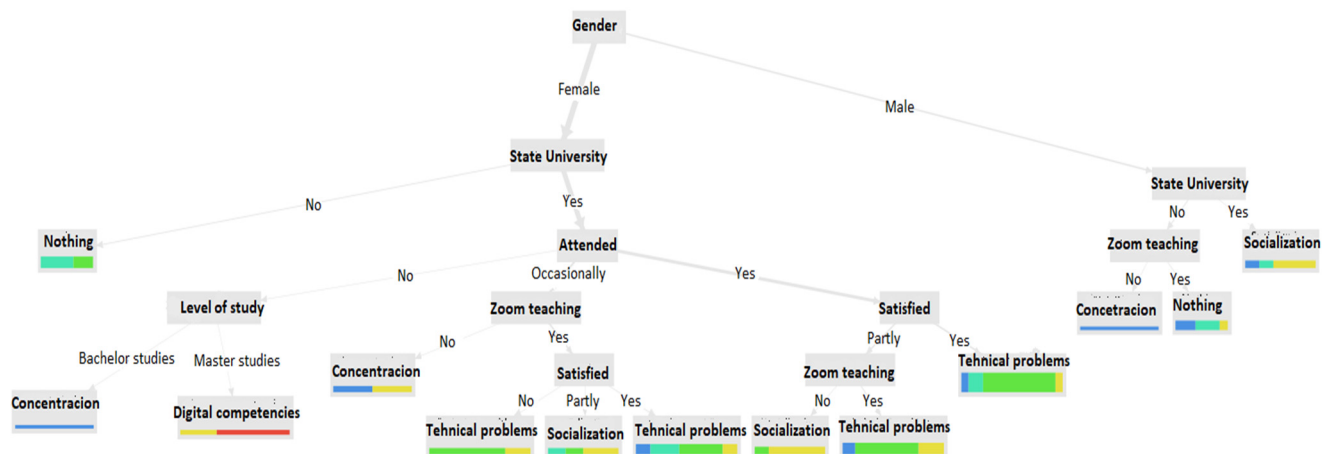 Gender
Female
Male
State University
State University
No
Yes
No
Yes
Nothing
Attended
Zoom teaching
Socialization
No
Occasionally
Yes
No
Yes
Level of study
Zoom teaching
Satisfied
Concetracion
Nothing
Bachelor studies
Master studies
No
Yes
Partly
Yes
Concentracion
Satisfied
Zoom teaching
Tehnical problems
Concentracion
Digital competencies
No
Partly
Yes
No
Yes
Tehnical problems
Socialization
Tehnical problems
Socialization
Tehnical problems